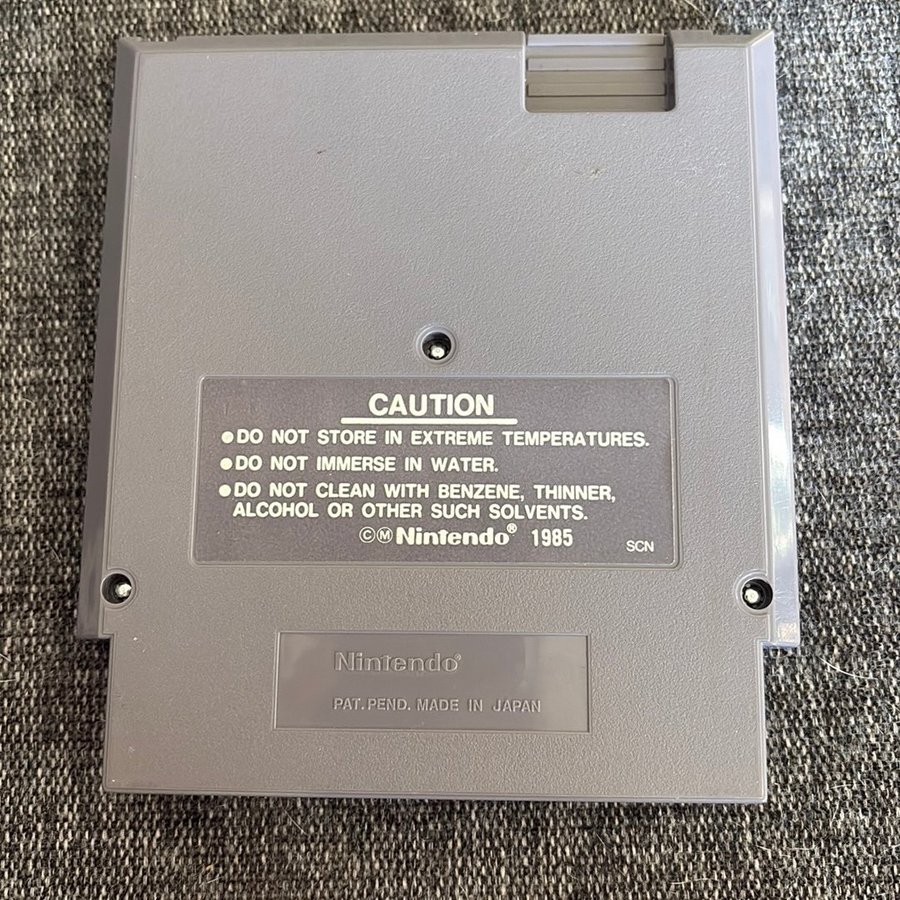 CAUTION
●DO NOT STORE IN EXTREME TEMPERATURES.
●DO NOT IMMERSE IN WATER.
●DO NOT CLEAN WITH BENZENE, THINNER,
ALCOHOL OR OTHER SUCH SOLVENTS.
©Ⓜ Nintendo® 1985 SCN
Nintendo®
PAT. PEND. MADE IN JAPAN